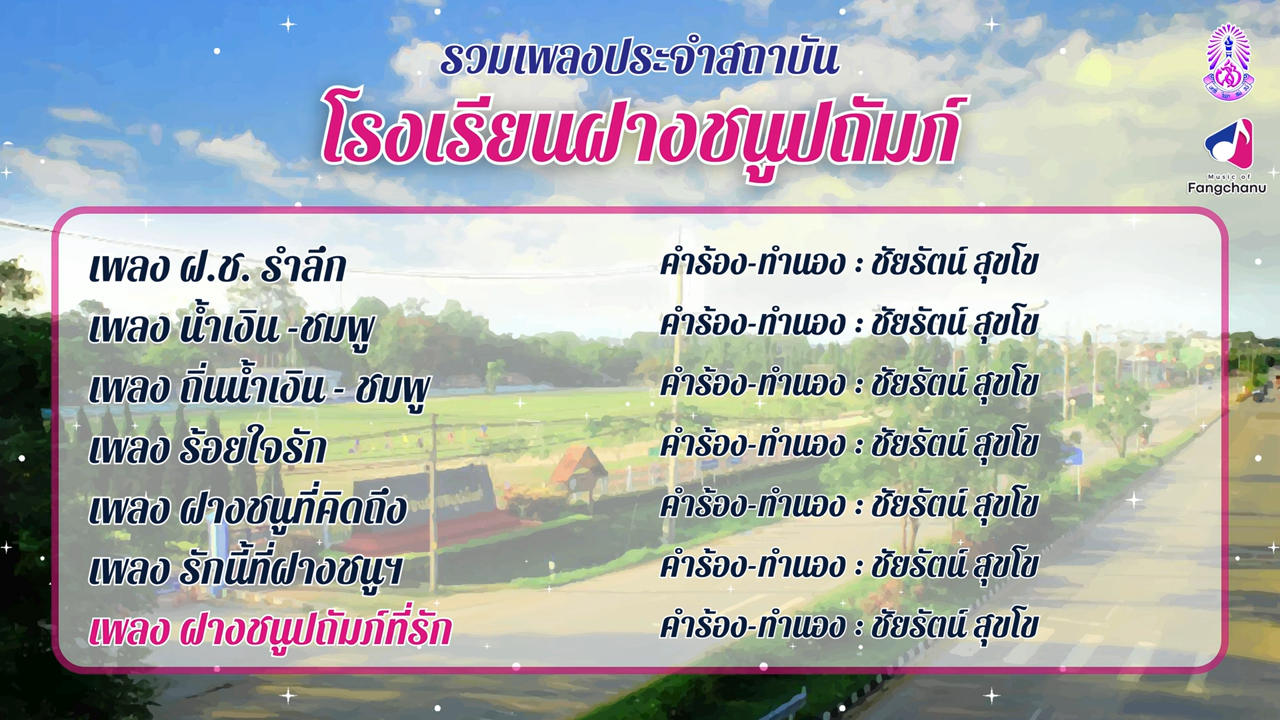 รวมเพลงประจำสถาบัน
โรงเรียนฝางชนูปถัมภ์
Music of
Fangchanu
เพลง ฝ.ช. รำลึก คำร้อง-ทำนอง : ชัยรัตน์ สุขโข
เพลง น้ำเงิน -ชมพู คำร้อง-ทำนอง : ชัยรัตน์ สุขโข
เพลง ถิ่นน้ำเงิน - ชมพู คำร้อง-ทำนอง : ชัยรัตน์ สุขโข
เพลง ร้อยใจรัก คำร้อง-ทำนอง : ชัยรัตน์ สุขโข
เพลง ฝางชนูที่คิดถึง คำร้อง-ทำนอง : ชัยรัตน์ สุขโข
เพลง รักนี้ที่ฝางชนูฯ คำร้อง-ทำนอง : ชัยรัตน์ สุขโข
เพลง ฝางชนูปถัมภ์ที่รัก คำร้อง-ทำนอง : ชัยรัตน์ สุขโข